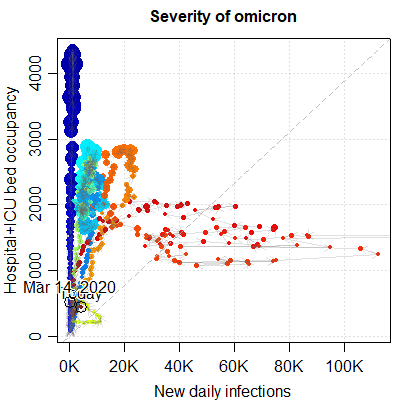 Severity of omicron
Hospital+ICU bed occupancy
4000
3000
2000
1000
0
Mar 14, 2020
Today
0K 20K 40K 60K 80K 100K
New daily infections